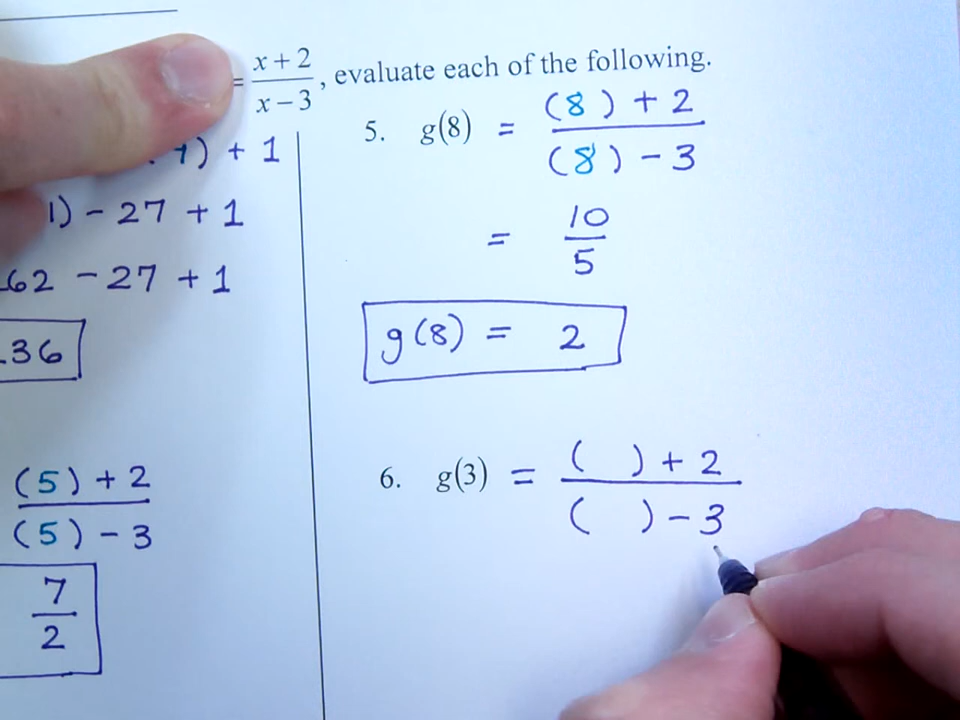 = x + 2 / x − 3 , evaluate each of the following.
) + 1
1) − 27 + 1
62 − 27 + 1
36
(5) + 2 / (5) − 3
7 / 2
5. g(8) = (8) + 2 / (8) − 3
= 10 / 5
g(8) = 2
6. g(3) = ( ) + 2 / ( ) − 3